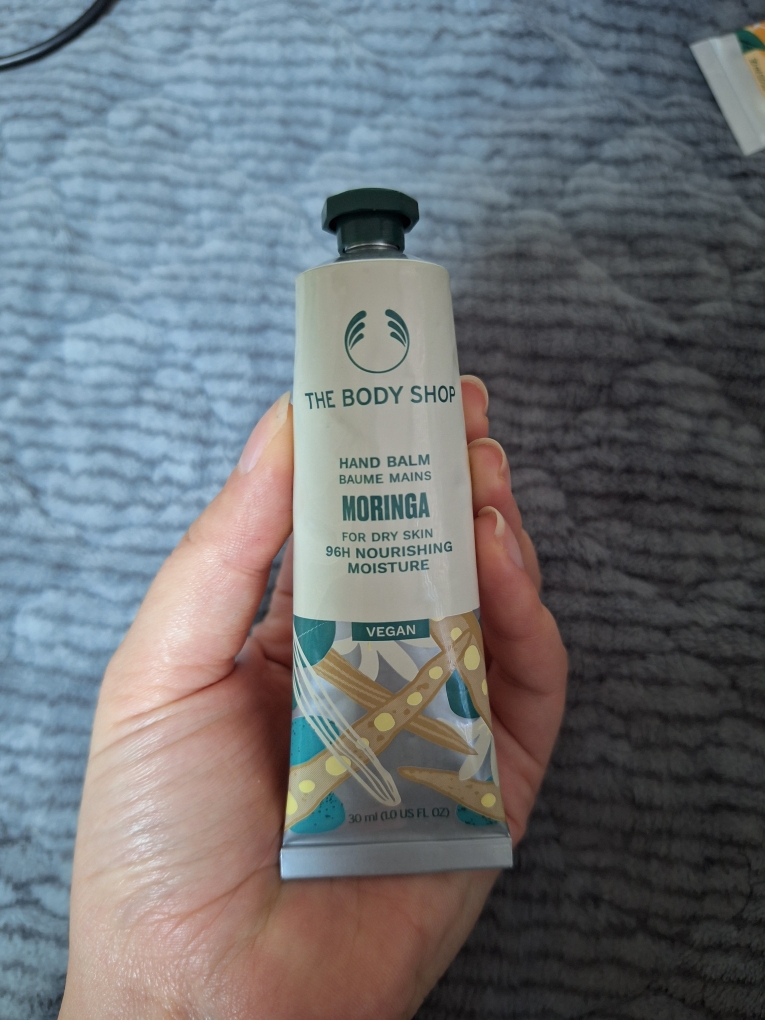 THE BODY SHOP
HAND BALM
BAUME MAINS
MORINGA
FOR DRY SKIN
96H NOURISHING
MOISTURE
VEGAN
30 ml (1.0 US FL OZ)